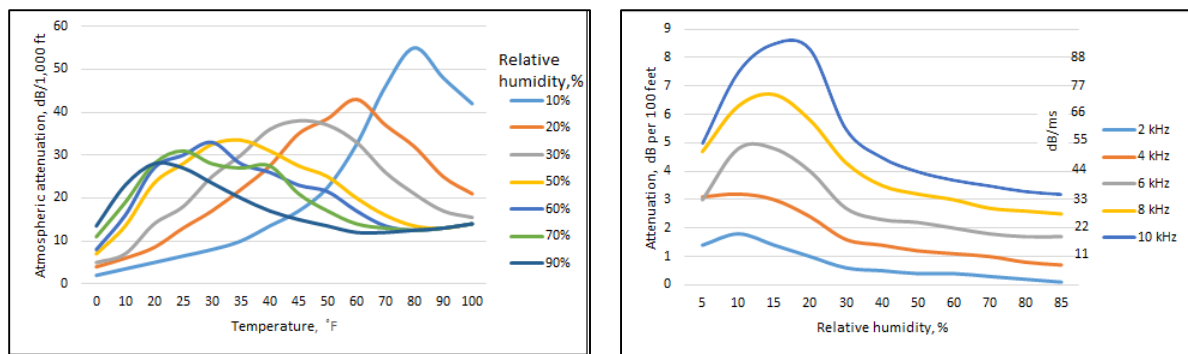 Atmospheric attenuation, dB/1,000 ft
60
50
40
30
20
10
0
0 10 20 25 30 35 40 45 50 60 70 80 90 100
Temperature, °F
Relative
humidity,%
10%
20%
30%
50%
60%
70%
90%
Attenuation, dB per 100 feet
9
8
7
6
5
4
3
2
1
0
5 10 15 20 30 40 50 60 70 80 85
Relative humidity, %
88
77
66
55
44
33
22
11
dB/ms
2 kHz
4 kHz
6 kHz
8 kHz
10 kHz